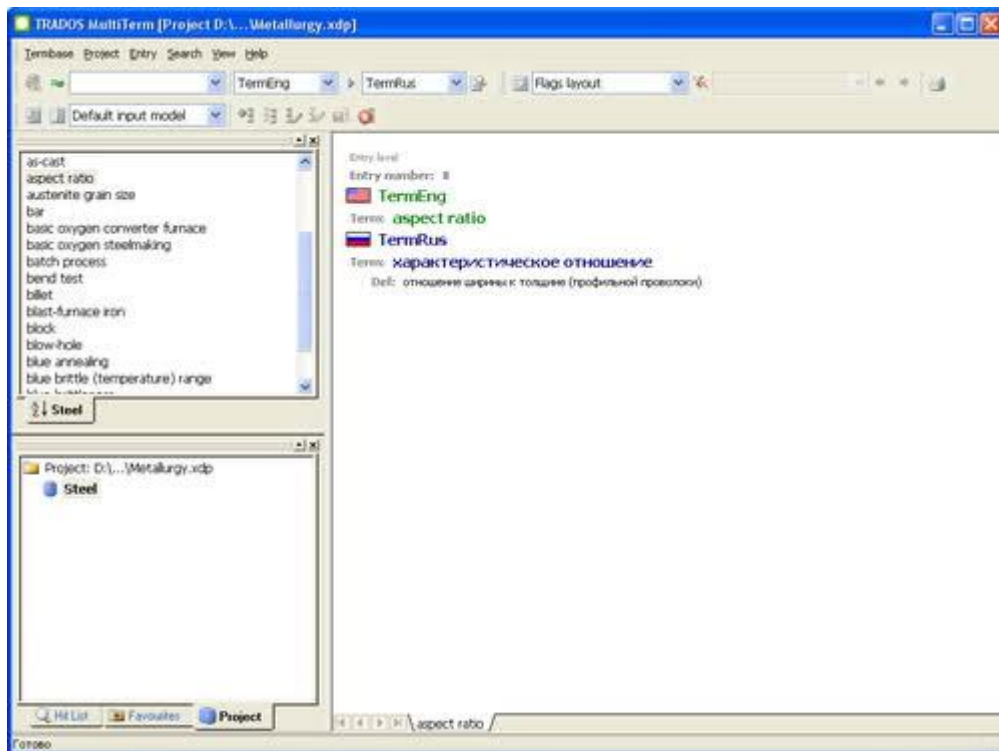 TRADOS MultiTerm [Project D:\...\Metallurgy.xdp]
Termbase Project Entry Search View Help
TermEng TermRus Flags layout
Default input model
as-cast
aspect ratio
austenite grain size
bar
basic oxygen converter furnace
basic oxygen steelmaking
batch process
bend test
billet
blast-furnace iron
block
blow-hole
blue annealing
blue brittle (temperature) range
Steel
Project: D:\...\Metallurgy.xdp
Steel
Hit List Favourites Project
Entry level
Entry number: 8
TermEng
Term: aspect ratio
TermRus
Term: характеристическое отношение
Def: отношение ширины к толщине (профильной проволоки)
aspect ratio
Готово